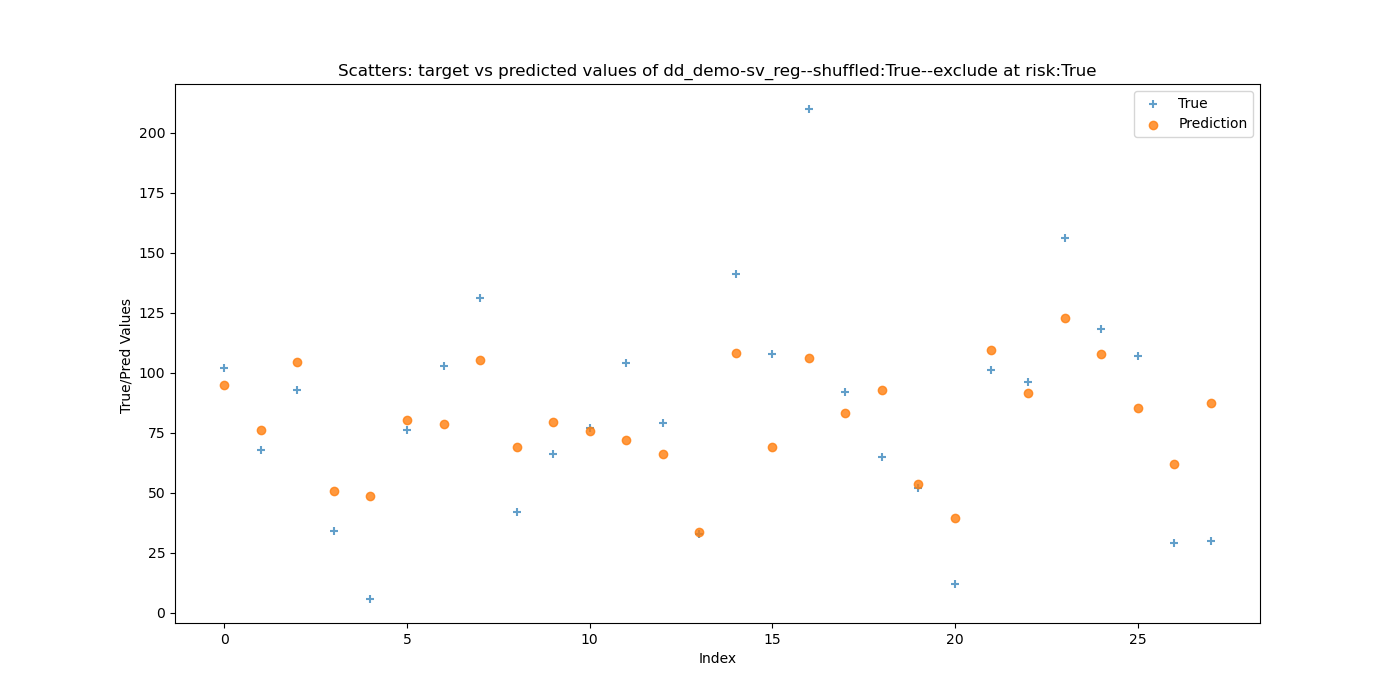 Scatters: target vs predicted values of dd_demo-sv_reg--shuffled:True--exclude at risk:True
True
Prediction
True/Pred Values
200
175
150
125
100
75
50
25
0
0 5 10 15 20 25
Index